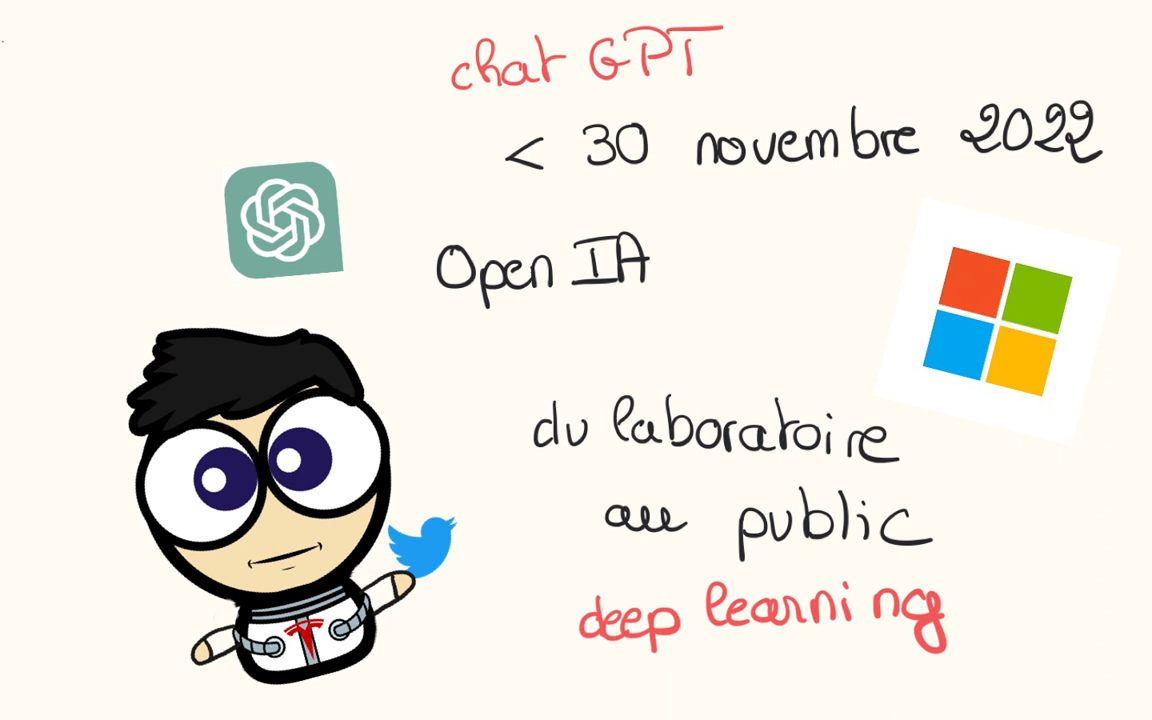 chat GPT
< 30 novembre 2022
Open IA
du laboratoire
au public
deep learning